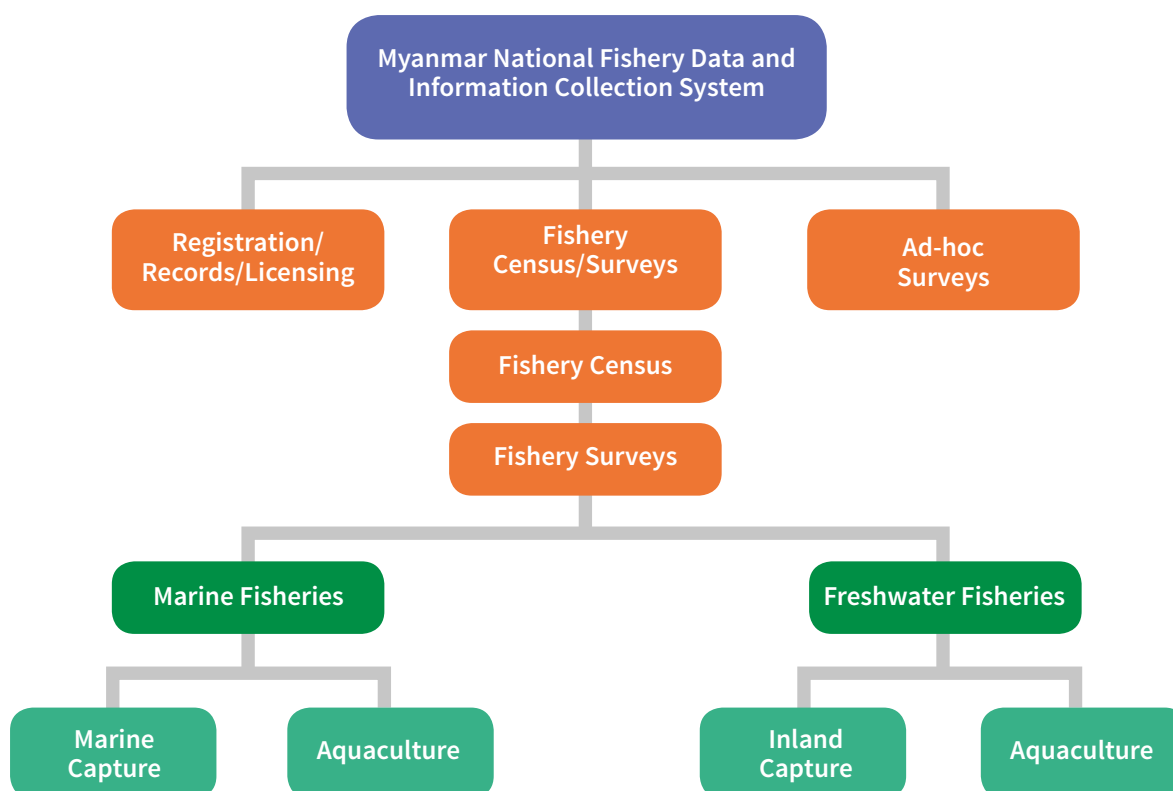 Myanmar National Fishery Data and
Information Collection System
Registration/
Records/Licensing
Fishery
Census/Surveys
Ad-hoc
Surveys
Fishery Census
Fishery Surveys
Marine Fisheries
Freshwater Fisheries
Marine
Capture
Aquaculture
Inland
Capture
Aquaculture